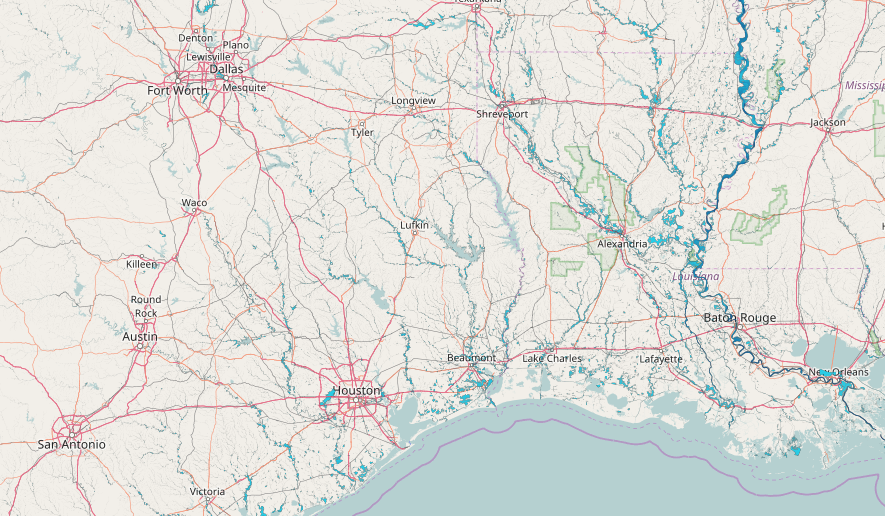 Denton
Plano
Lewisville
Dallas
Fort Worth
Mesquite
Longview
Shreveport
Tyler
Jackson
Waco
Lufkin
Alexandria
Killeen
Louisiana
Round
Rock
Austin
Baton Rouge
Beaumont
Lake Charles
Lafayette
New Orleans
Houston
San Antonio
Victoria